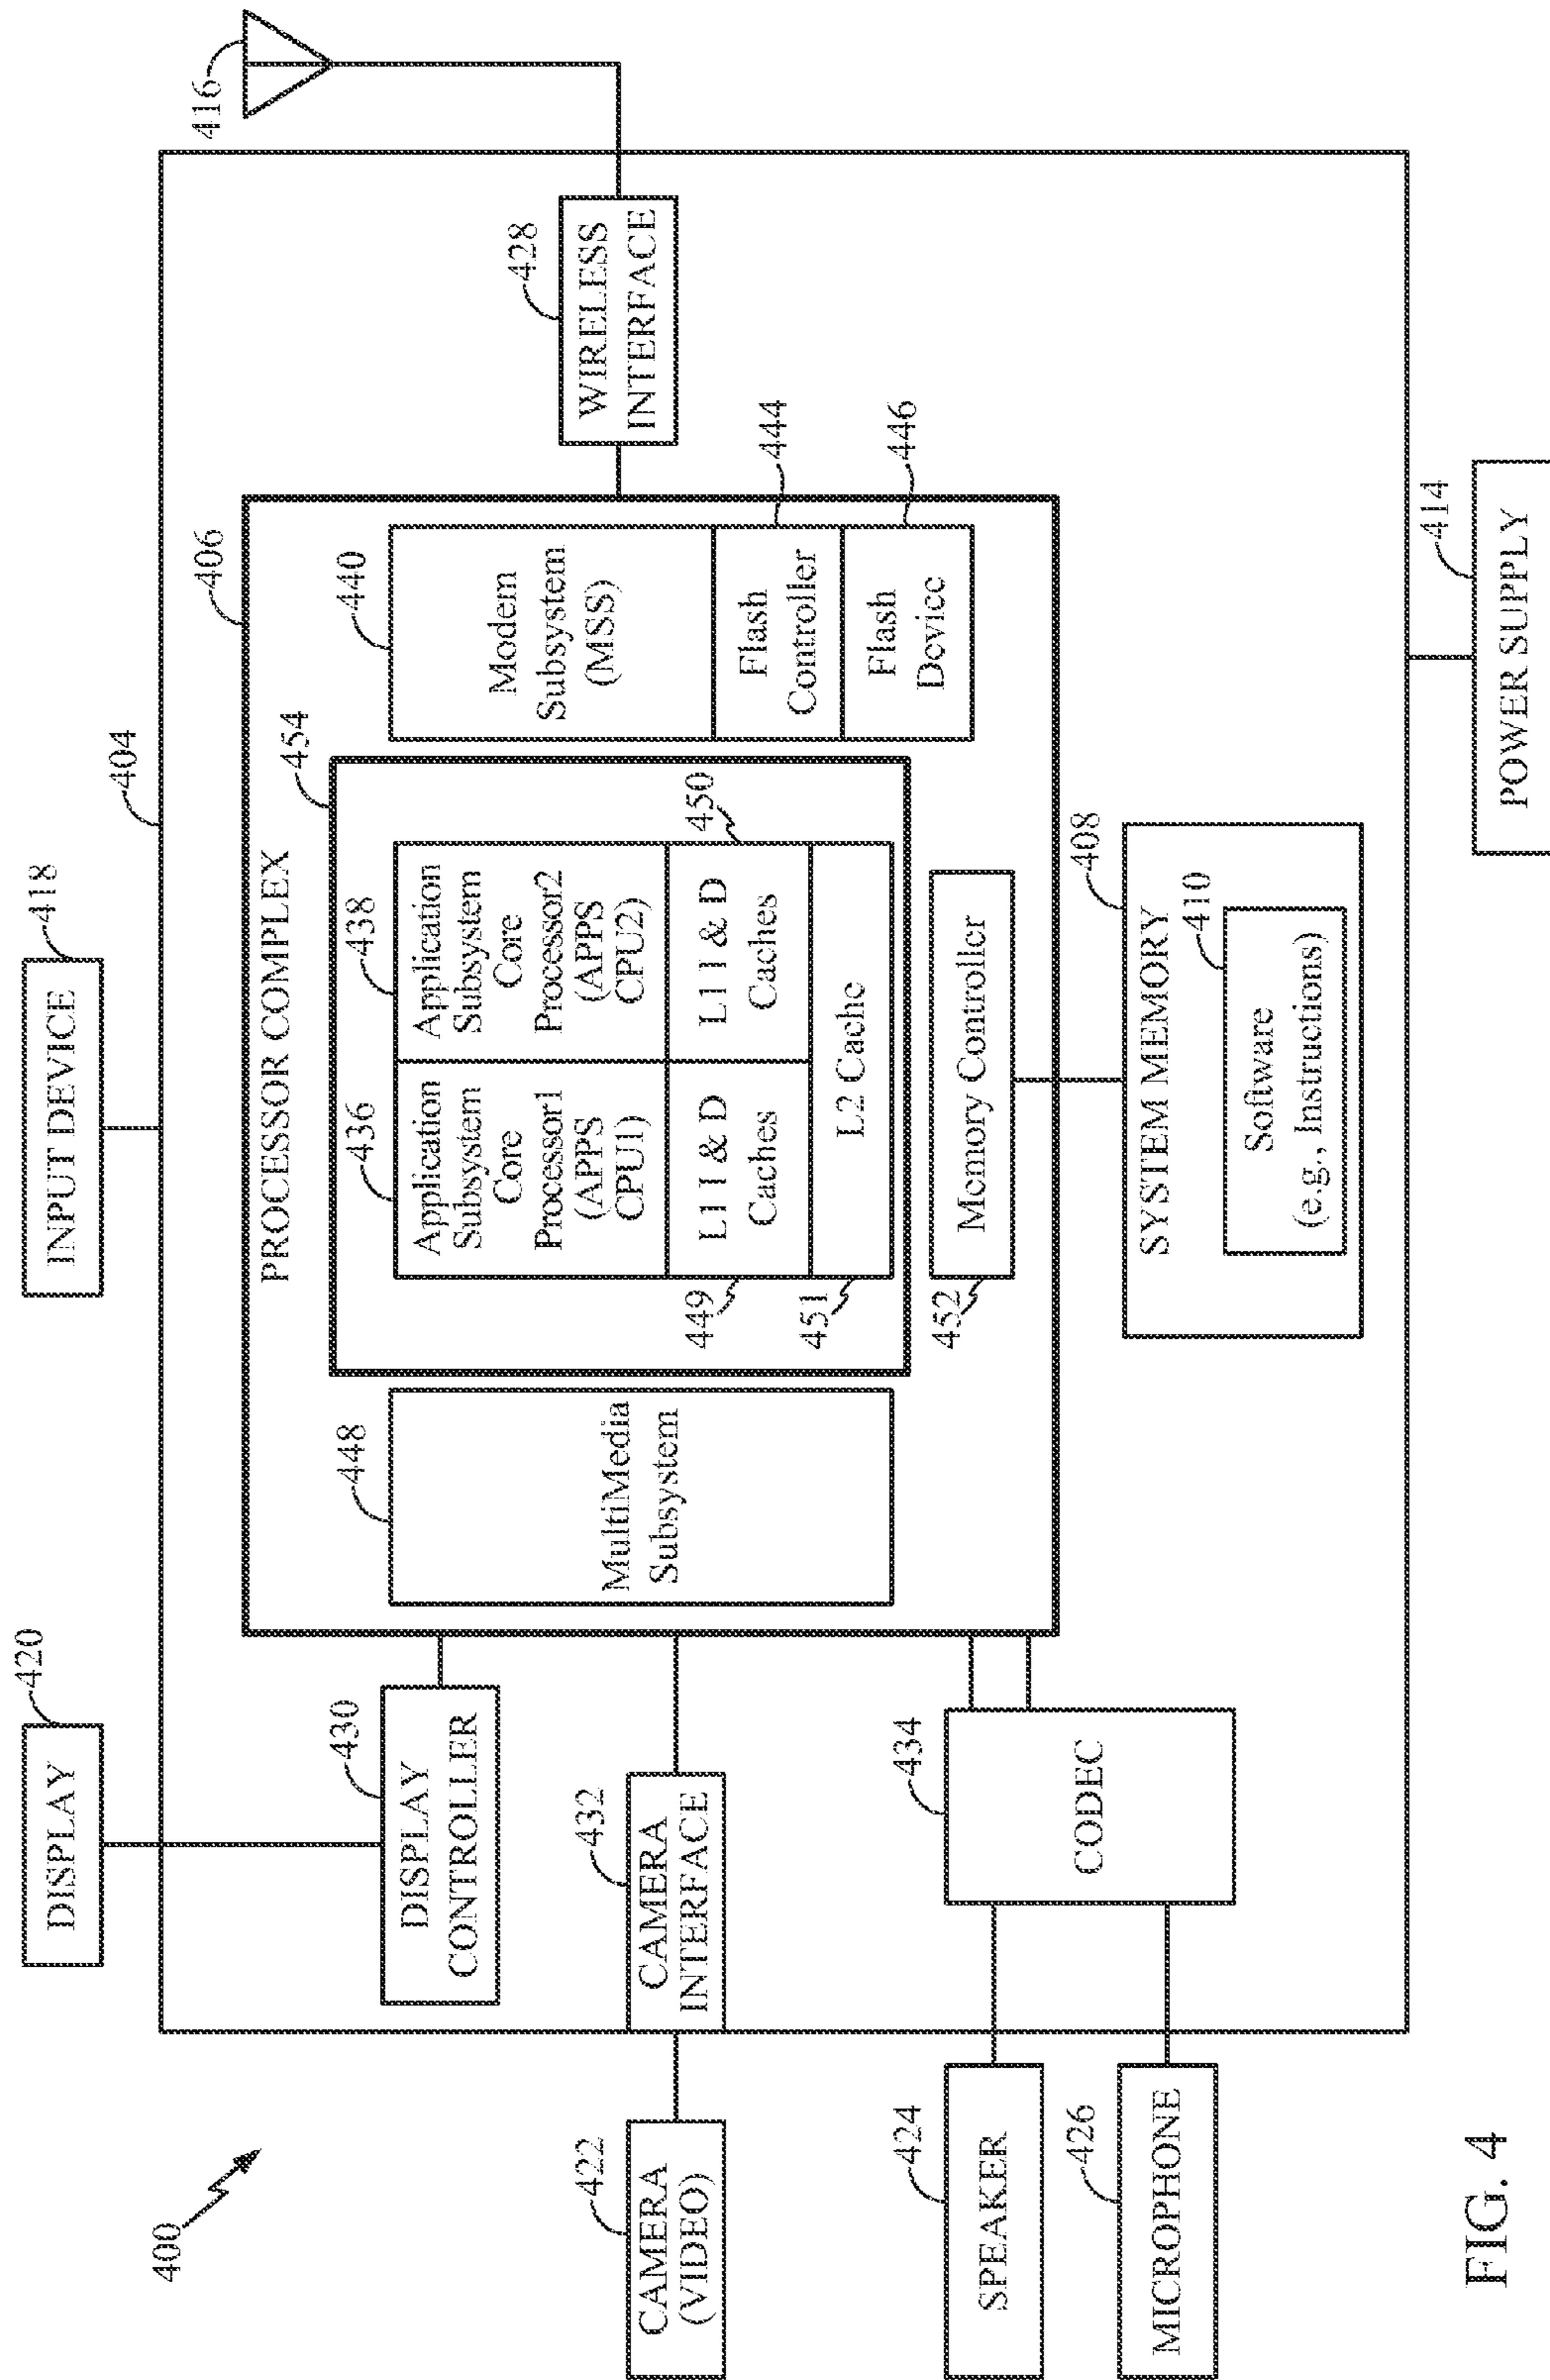 400
DISPLAY
420
INPUT DEVICE
418
404
416
DISPLAY
CONTROLLER
430
CAMERA
(VIDEO)
422
CAMERA
INTERFACE
432
SPEAKER
424
MICROPHONE
426
CODEC
434
PROCESSOR COMPLEX
406
MultiMedia
Subsystem
448
454
436
Application
Subsystem
Core
Processor1
(APPS
CPU1)
438
Application
Subsystem
Core
Processor2
(APPS
CPU2)
L1 I & D
Caches
449
L1 I & D
Caches
450
L2 Cache
451
Memory Controller
452
440
Modem
Subsystem
(MSS)
Flash
Controller
444
Flash
Device
446
WIRELESS
INTERFACE
428
SYSTEM MEMORY
408
410
Software
(e.g., Instructions)
POWER SUPPLY
414
FIG. 4